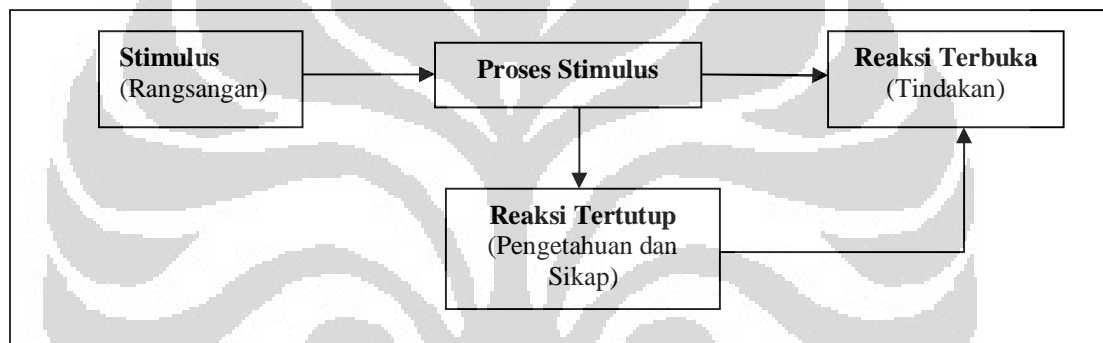 Stimulus
(Rangsangan)
Proses Stimulus
Reaksi Terbuka
(Tindakan)
Reaksi Tertutup
(Pengetahuan dan
Sikap)